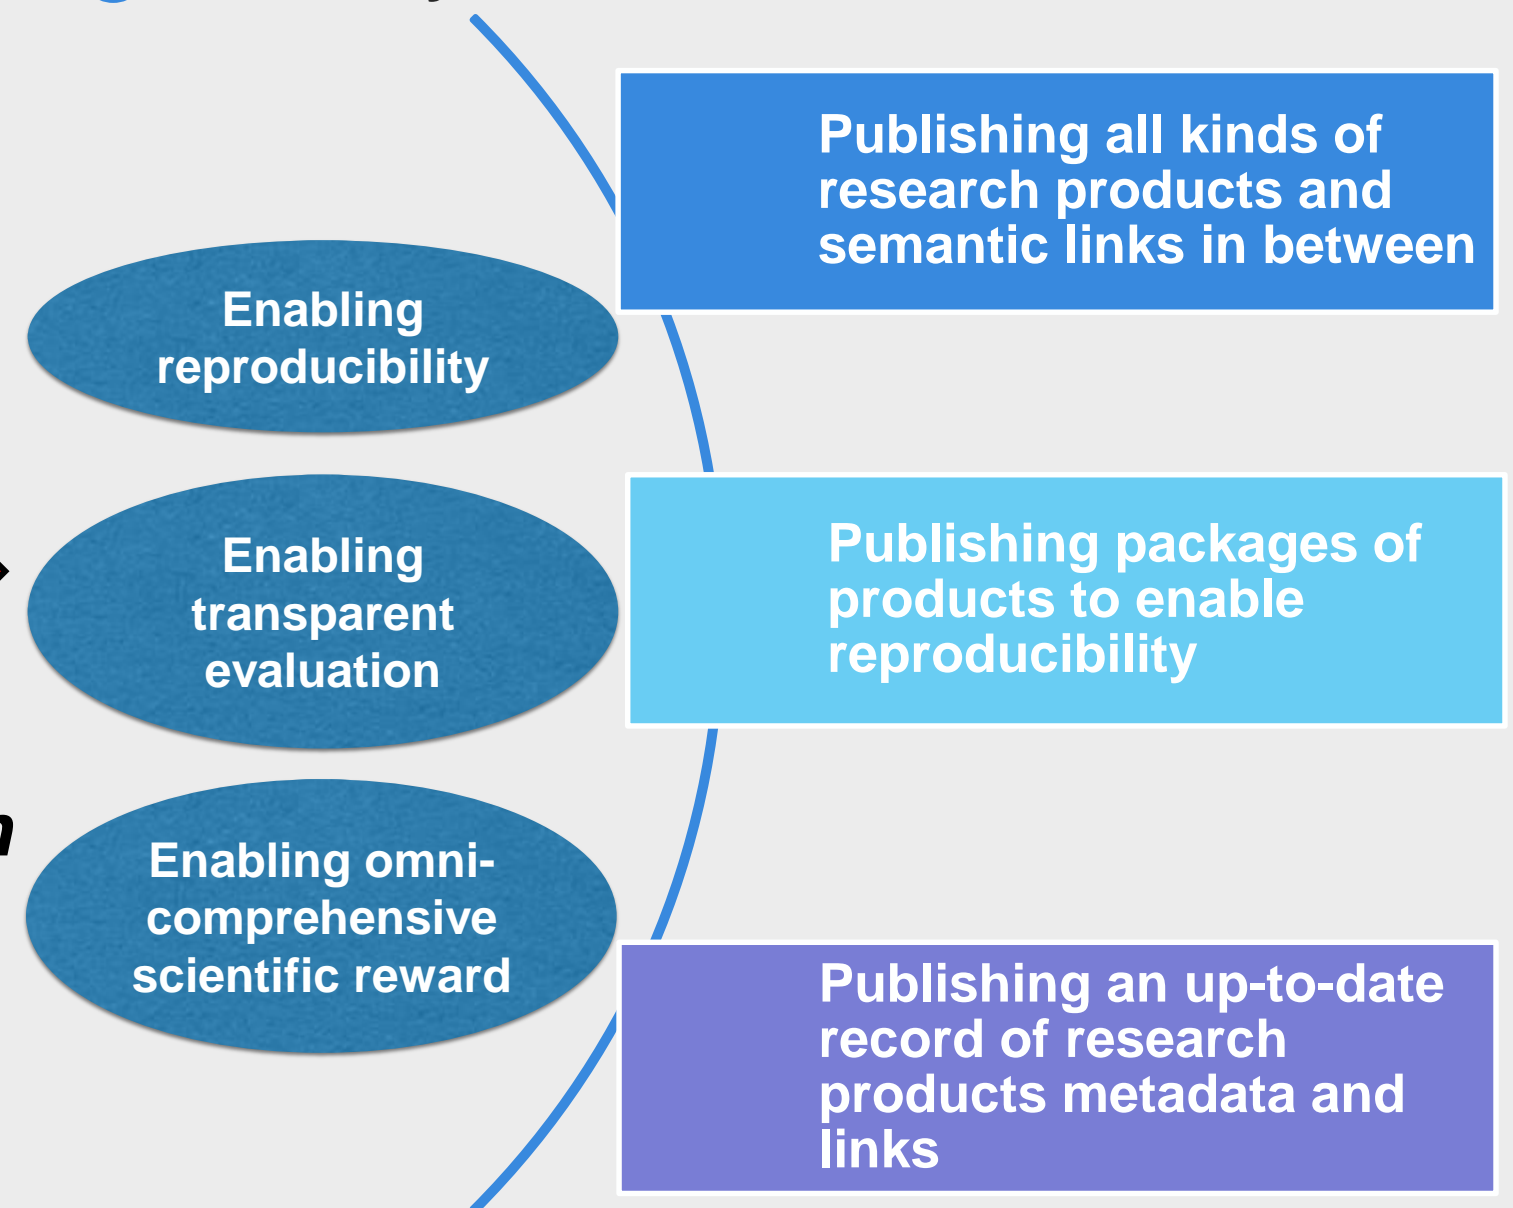 Publishing all kinds of
research products and
semantic links in between
Enabling
reproducibility
Enabling
transparent
evaluation
Publishing packages of
products to enable
reproducibility
Enabling omni-
comprehensive
scientific reward
Publishing an up-to-date
record of research
products metadata and
links